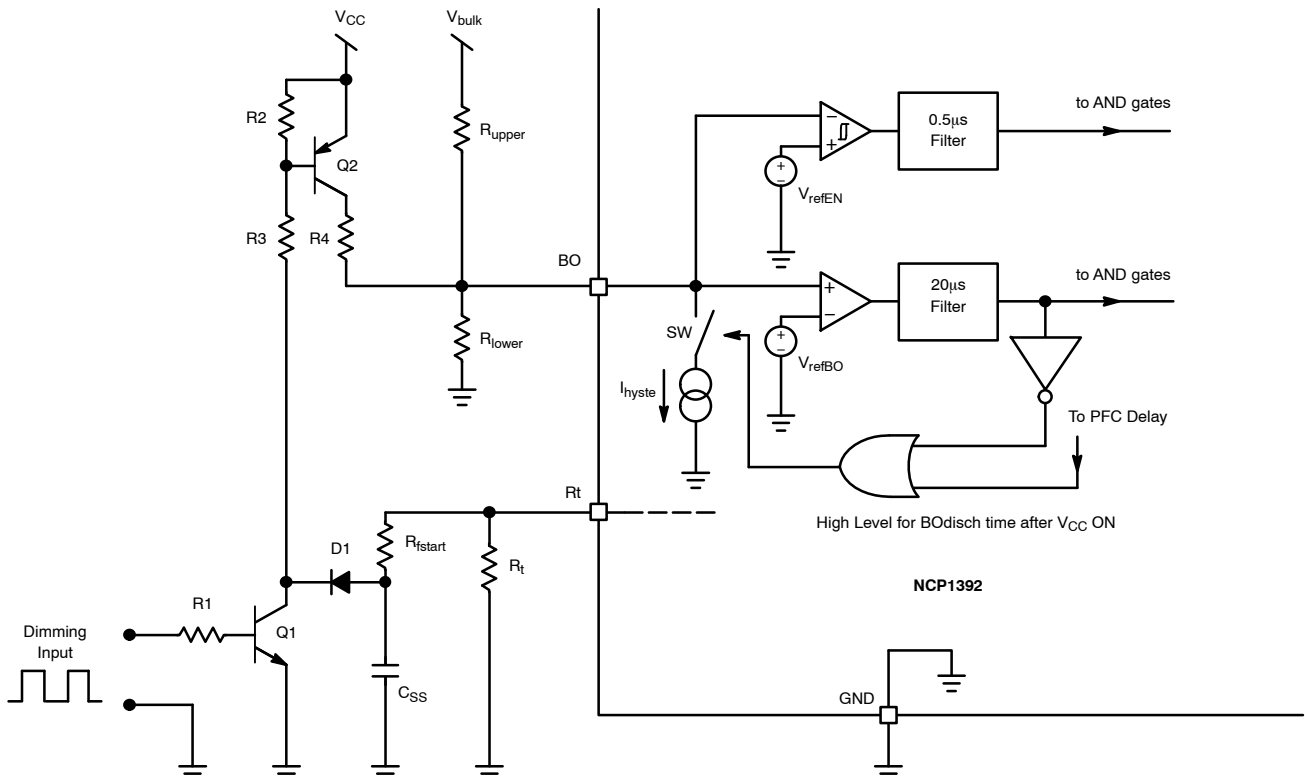 VCC
Vbulk
R2
Rupper
Q2
R3
R4
BO
Rlower
−
+
+
−
VrefEN
0.5µs
Filter
to AND gates
SW
Ihyste
+
−
+
−
VrefBO
20µs
Filter
to AND gates
To PFC Delay
High Level for BOdisch time after VCC ON
Rt
Rfstart
Rt
D1
R1
Q1
CSS
Dimming
Input
NCP1392
GND